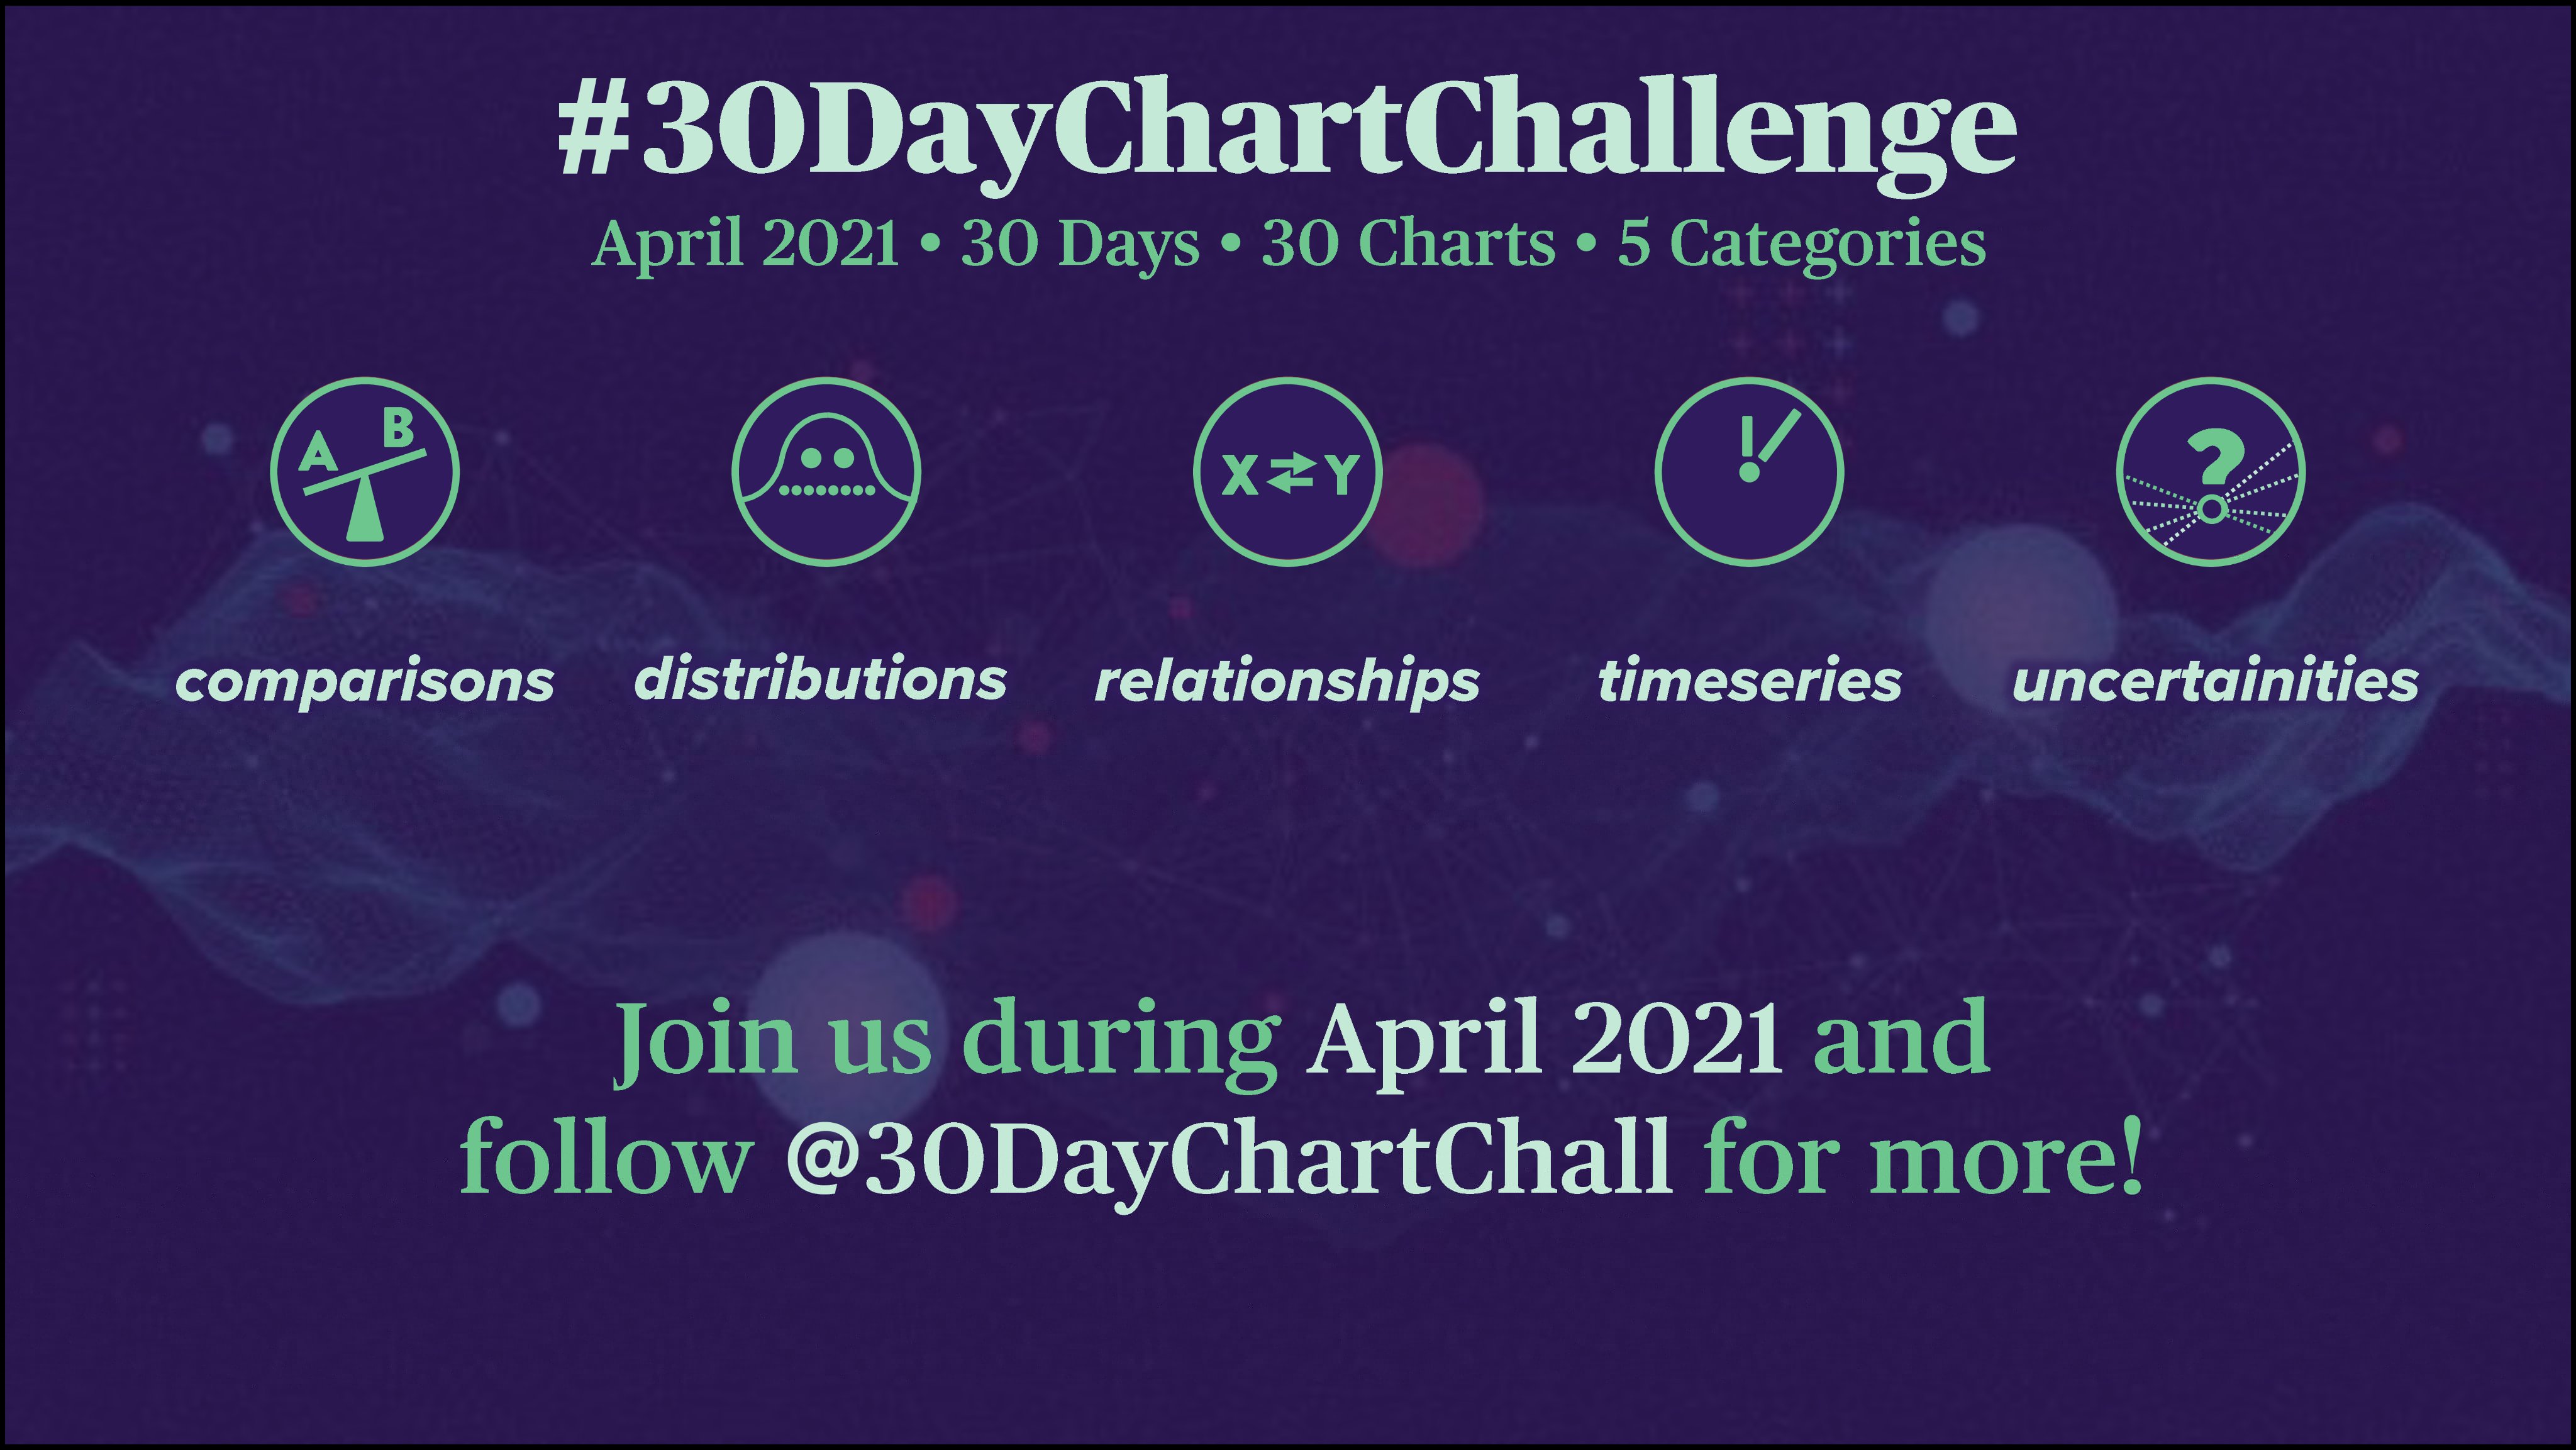 #30DayChartChallenge
April 2021 • 30 Days • 30 Charts • 5 Categories
A B
X ⇄ Y
!
?
comparisons distributions relationships timeseries uncertainities
Join us during April 2021 and
follow @30DayChartChall for more!